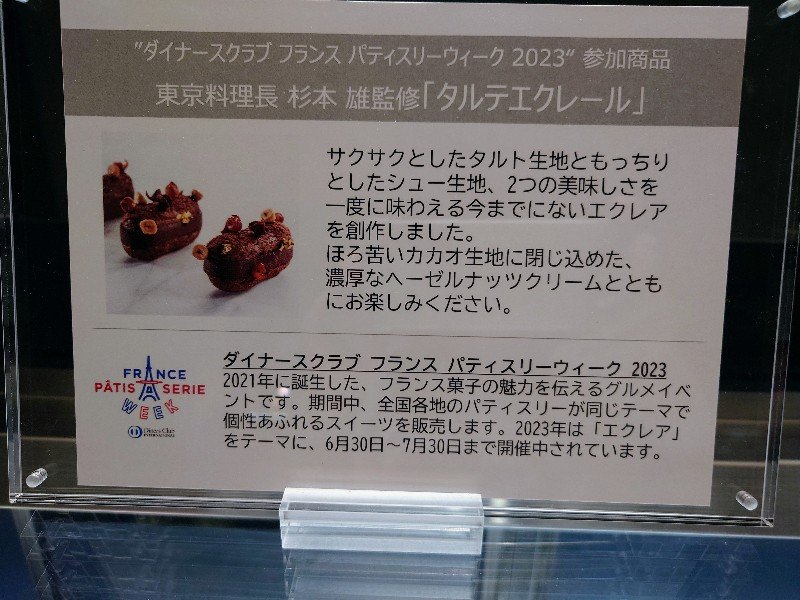 "ダイナースクラブ フランス パティスリーウィーク 2023" 参加商品
東京料理長 杉本 雄監修「タルテエクレール」
サクサクとしたタルト生地ともっちり
としたシュー生地、2つの美味しさを
一度に味わえる今までにないエクレア
を創作しました。
ほろ苦いカカオ生地に閉じ込めた、
濃厚なヘーゼルナッツクリームととも
にお楽しみください。
FRANCE
PÂTISSERIE
WEEK
Diners Club
INTERNATIONAL
ダイナースクラブ フランス パティスリーウィーク 2023
2021年に誕生した、フランス菓子の魅力を伝えるグルメイベ
ントです。期間中、全国各地のパティスリーが同じテーマで
個性あふれるスイーツを販売します。2023年は「エクレア」
をテーマに、6月30日～7月30日まで開催中されています。